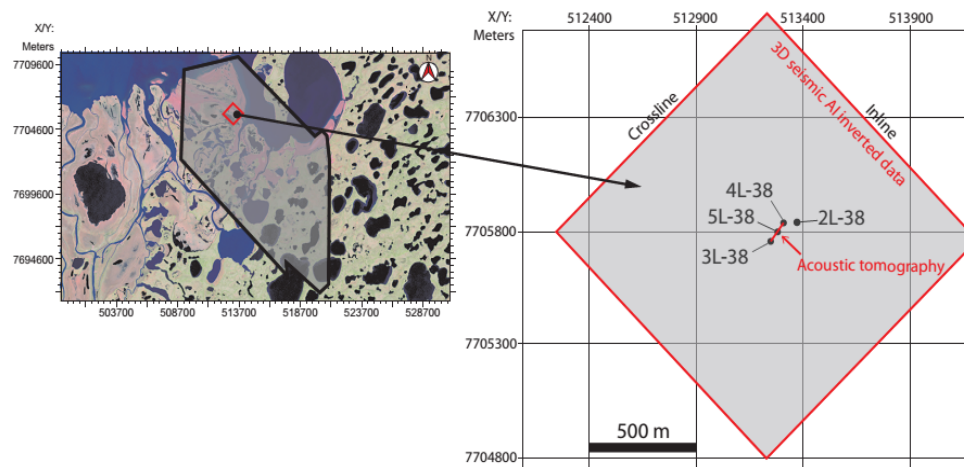 X/Y:
Meters
7709600
7704600
7699600
7694600
503700
508700
513700
518700
523700
528700
N
X/Y:
Meters
512400
512900
513400
513900
7706300
7705800
7705300
7704800
Crossline
Inline
3D seismic AI inverted data
4L-38
5L-38
2L-38
3L-38
Acoustic tomography
500 m